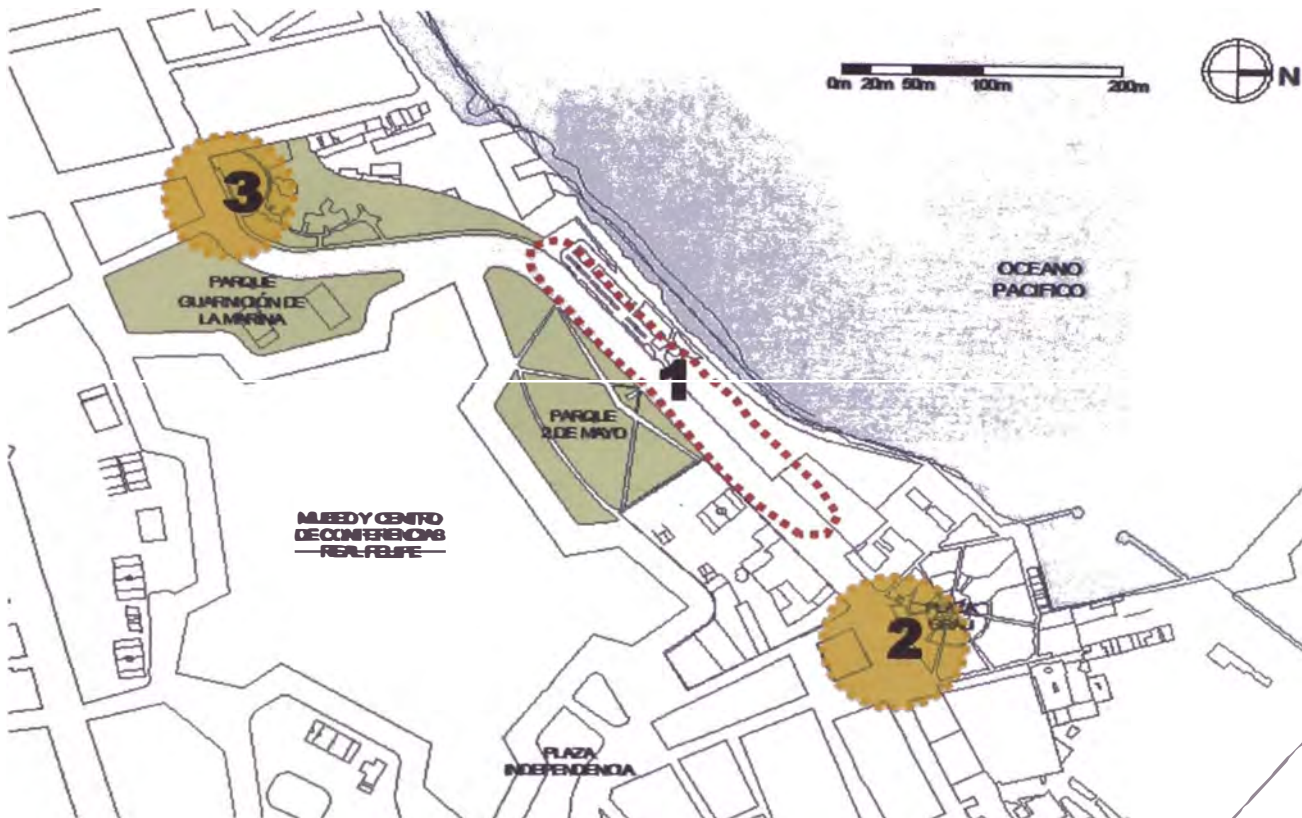 0m 20m 50m 100m 200m
N
3
OCEANO
PACIFICO
PARQUE
GUARNICIÓN DE
LA MARINA
1
PARQUE
2 DE MAYO
MUSEO Y CENTRO
DE CONFERENCIAS
REAL FELIPE
PLAZA
GRAU
2
PLAZA
INDEPENDENCIA